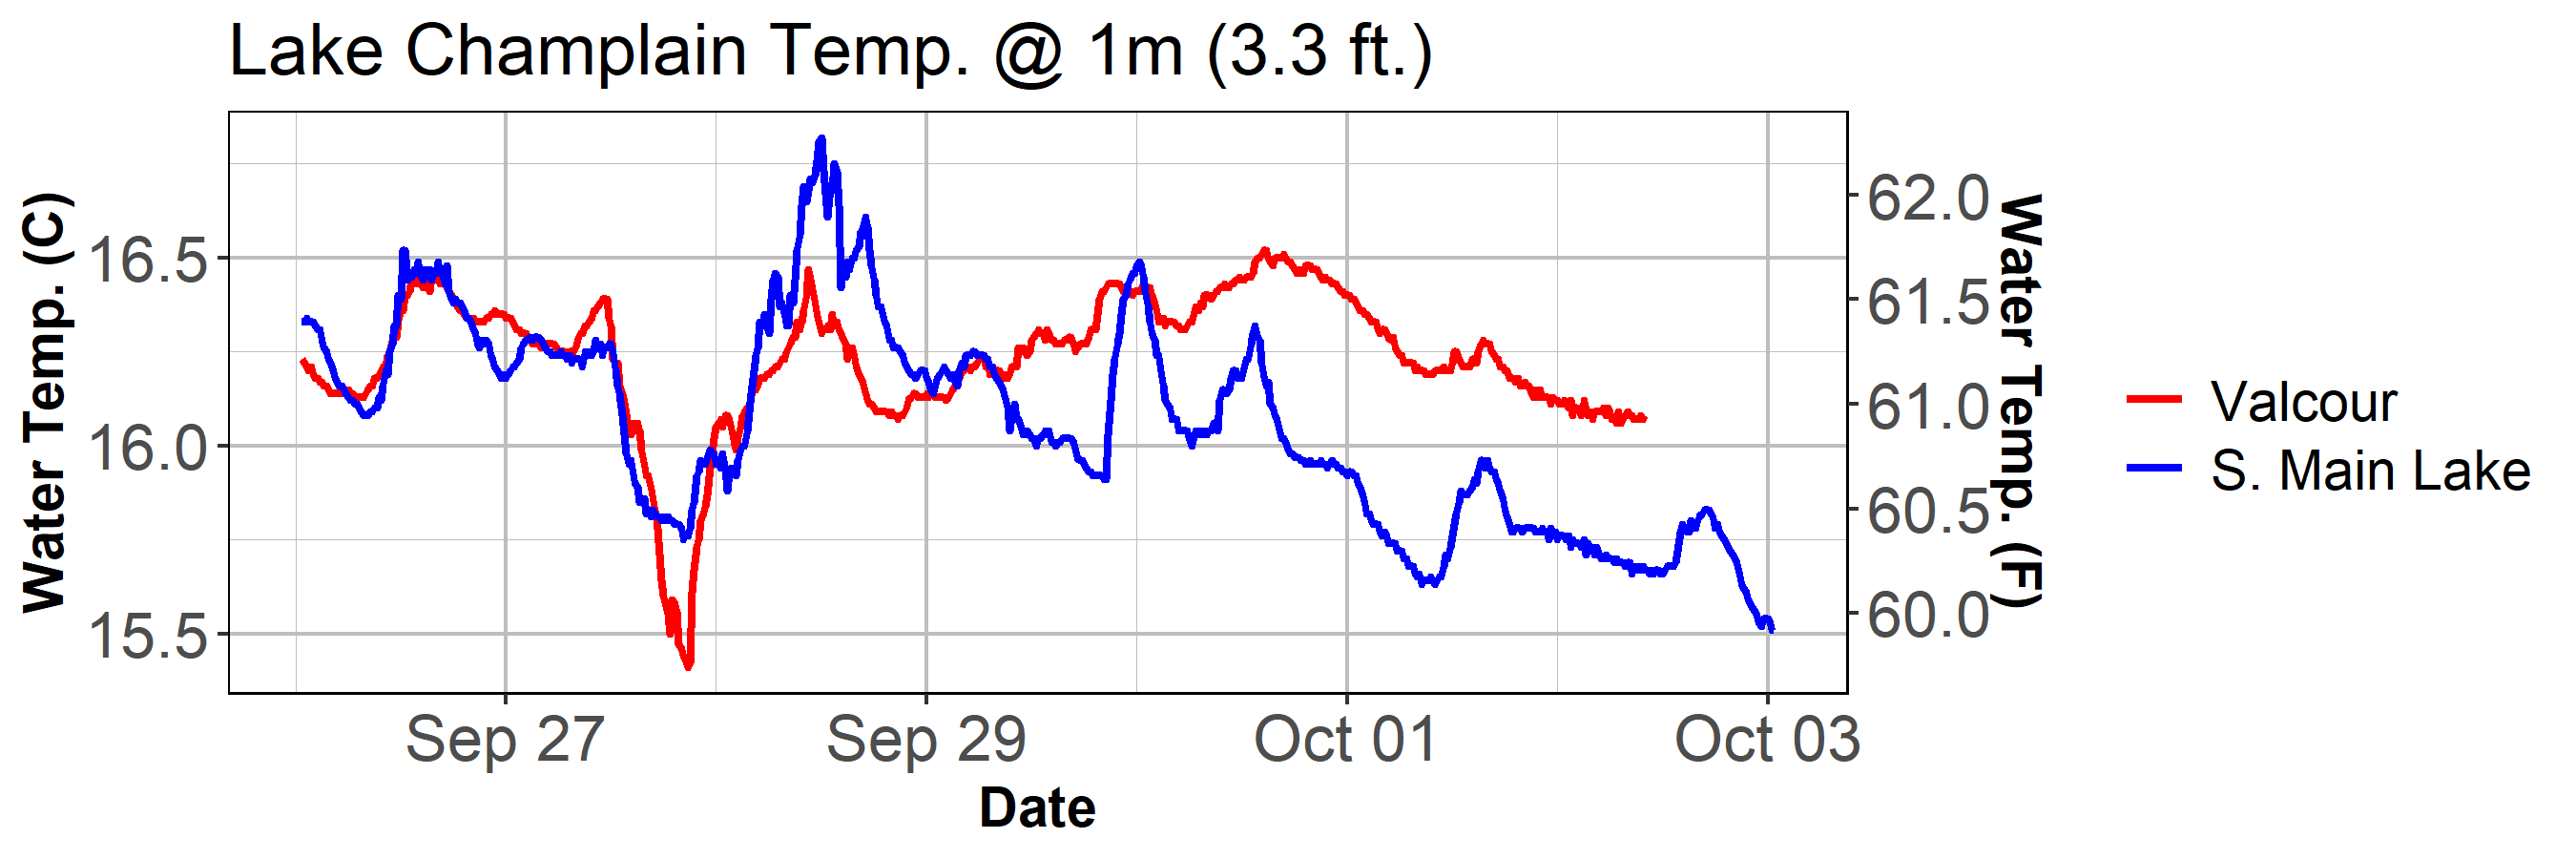 Lake Champlain Temp. @ 1m (3.3 ft.)
Water Temp. (C)
16.5
16.0
15.5
62.0
61.5
61.0
60.5
60.0
Water Temp. (F)
Sep 27
Sep 29
Oct 01
Oct 03
Date
Valcour
S. Main Lake